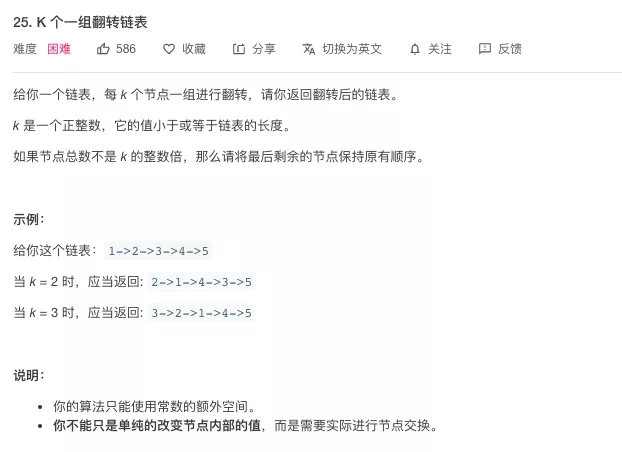 25. K 个一组翻转链表
难度 困难 586 收藏 分享 切换为英文 关注 反馈
给你一个链表，每 k 个节点一组进行翻转，请你返回翻转后的链表。
k 是一个正整数，它的值小于或等于链表的长度。
如果节点总数不是 k 的整数倍，那么请将最后剩余的节点保持原有顺序。
示例：
给你这个链表：1->2->3->4->5
当 k = 2 时，应当返回: 2->1->4->3->5
当 k = 3 时，应当返回: 3->2->1->4->5
说明：
• 你的算法只能使用常数的额外空间。
• 你不能只是单纯的改变节点内部的值，而是需要实际进行节点交换。